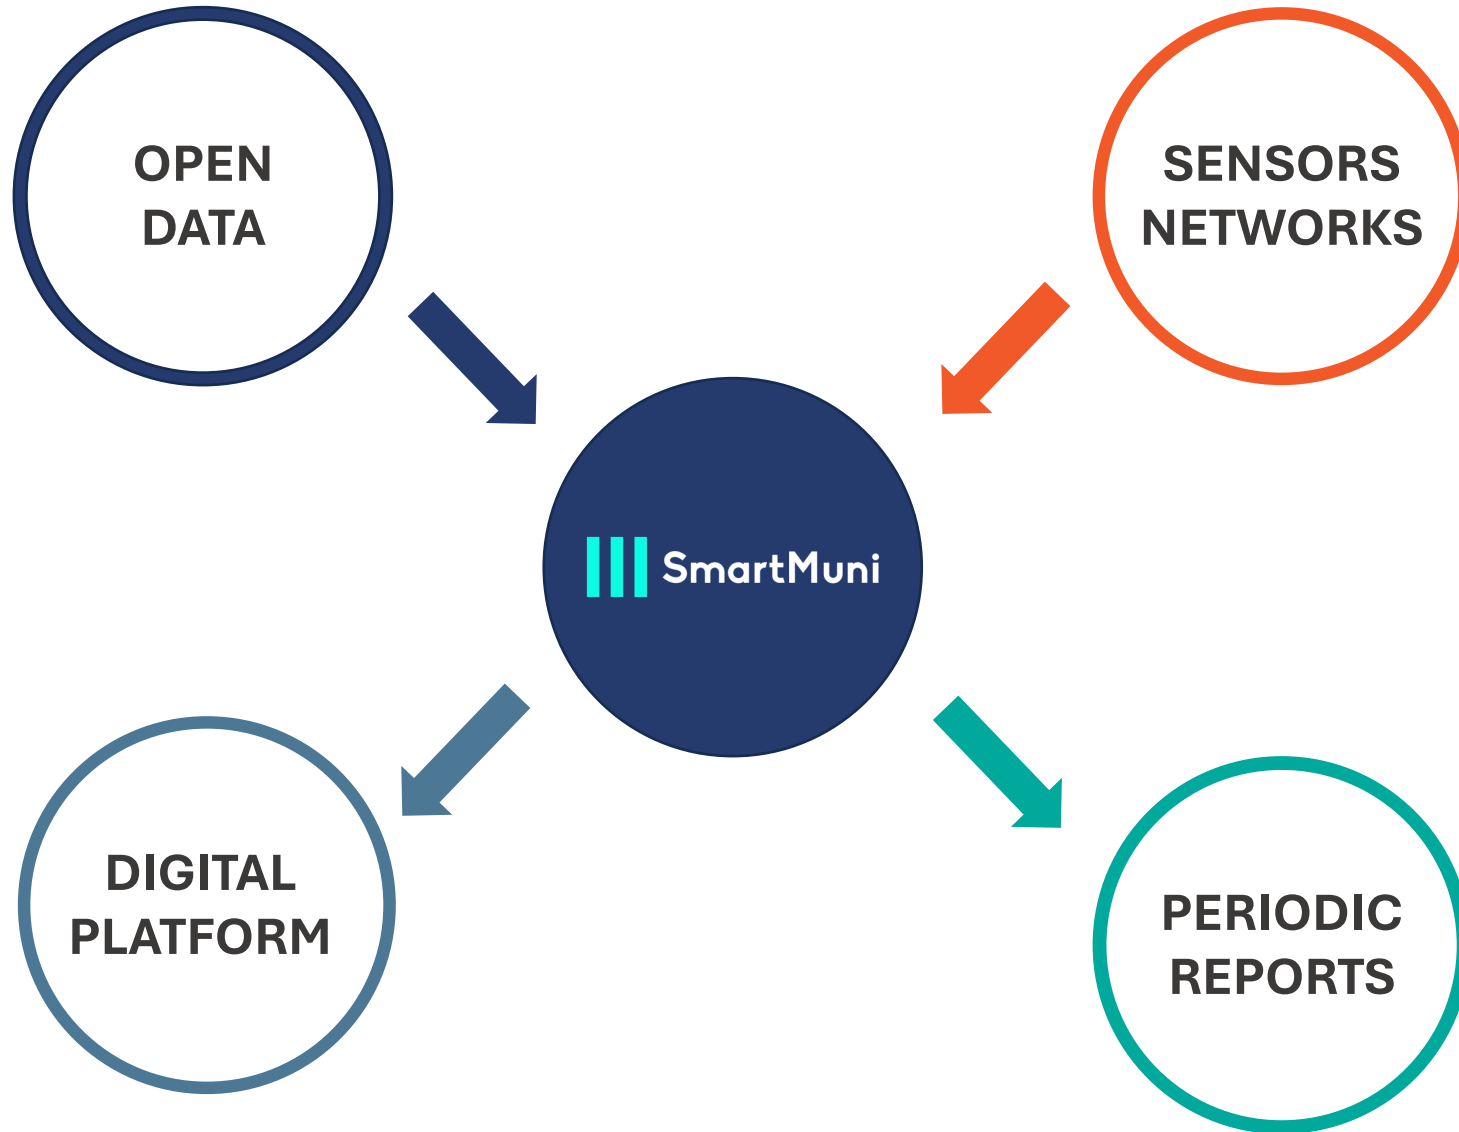 OPEN
DATA
SENSORS
NETWORKS
SmartMuni
DIGITAL
PLATFORM
PERIODIC
REPORTS